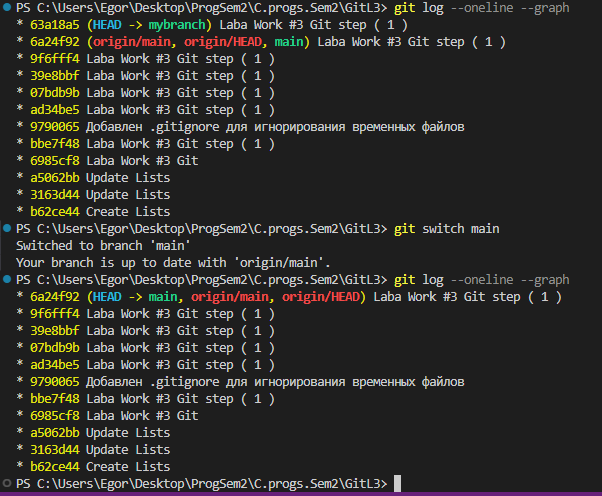 PS C:\Users\Egor\Desktop\ProgSem2\C.progs.Sem2\GitL3> git log --oneline --graph
* 63a18a5 (HEAD -> mybranch) Laba Work #3 Git step ( 1 )
* 6a24f92 (origin/main, origin/HEAD, main) Laba Work #3 Git step ( 1 )
* 9f6fff4 Laba Work #3 Git step ( 1 )
* 39e8bbf Laba Work #3 Git step ( 1 )
* 07bdb9b Laba Work #3 Git step ( 1 )
* ad34be5 Laba Work #3 Git step ( 1 )
* 9790065 Добавлен .gitignore для игнорирования временных файлов
* bbe7f48 Laba Work #3 Git step ( 1 )
* 6985cf8 Laba Work #3 Git
* a5062bb Update Lists
* 3163d44 Update Lists
* b62ce44 Create Lists
PS C:\Users\Egor\Desktop\ProgSem2\C.progs.Sem2\GitL3> git switch main
Switched to branch 'main'
Your branch is up to date with 'origin/main'.
PS C:\Users\Egor\Desktop\ProgSem2\C.progs.Sem2\GitL3> git log --oneline --graph
* 6a24f92 (HEAD -> main, origin/main, origin/HEAD) Laba Work #3 Git step ( 1 )
* 9f6fff4 Laba Work #3 Git step ( 1 )
* 39e8bbf Laba Work #3 Git step ( 1 )
* 07bdb9b Laba Work #3 Git step ( 1 )
* ad34be5 Laba Work #3 Git step ( 1 )
* 9790065 Добавлен .gitignore для игнорирования временных файлов
* bbe7f48 Laba Work #3 Git step ( 1 )
* 6985cf8 Laba Work #3 Git
* a5062bb Update Lists
* 3163d44 Update Lists
* b62ce44 Create Lists
PS C:\Users\Egor\Desktop\ProgSem2\C.progs.Sem2\GitL3>